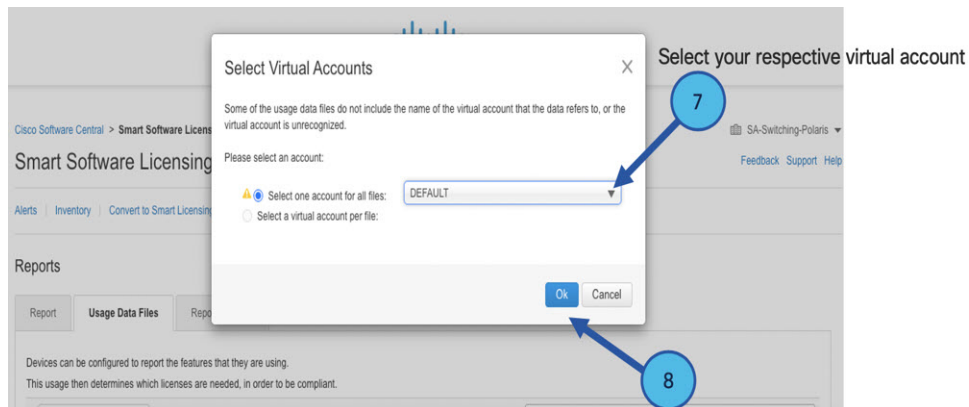 Select Virtual Accounts
X
Select your respective virtual account
Some of the usage data files do not include the name of the virtual account that the data refers to, or the
virtual account is unrecognized.
7
Cisco Software Central > Smart Software Licens
SA-Switching-Polaris
Smart Software Licensing
Please select an account:
Feedback Support Help
Select one account for all files: DEFAULT
Select a virtual account per file:
Alerts | Inventory | Convert to Smart Licensing
Reports
Ok Cancel
Report Usage Data Files Repo
Devices can be configured to report the features that they are using.
This usage then determines which licenses are needed, in order to be compliant.
8